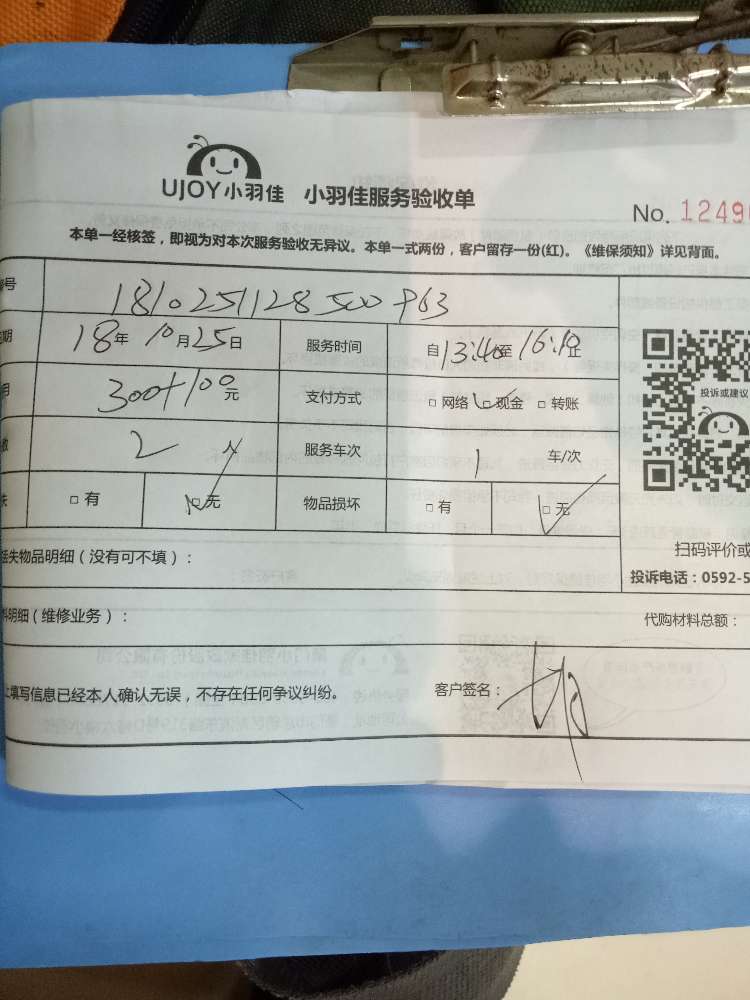 UJOY小羽佳 小羽佳服务验收单
No. 1249
本单一经核签，即视为对本次服务验收无异议。本单一式两份，客户留存一份(红)。《维保须知》详见背面。
号 1810251128500963
期 18年10月25日 服务时间 自13:40至16:10止
300+100元 支付方式 □网络 □现金 □转账
数 2 人 服务车次 1 车/次
失 □有 □无 物品损坏 □有 □无
投诉或建议
丢失物品明细（没有可不填）：
扫码评价或
投诉电话：0592-5
料明细（维修业务）：
代购材料总额：
上填写信息已经本人确认无误，不存在任何争议纠纷。
客户签名：